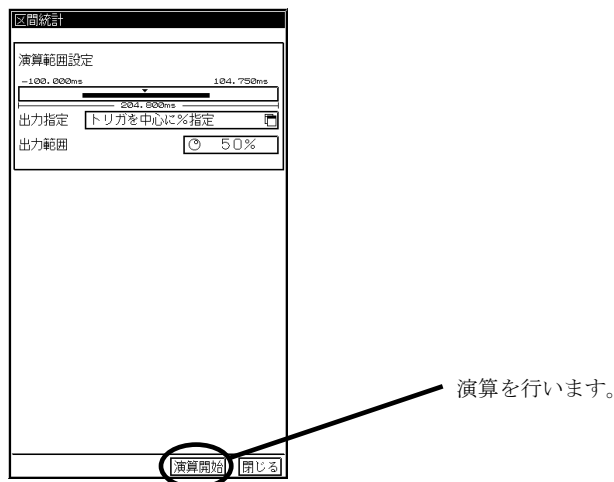 区間統計
演算範囲設定
-100.000ms 104.750ms
204.800ms
出力指定 トリガを中心に%指定
出力範囲 50%
演算を行います。
演算開始 閉じる